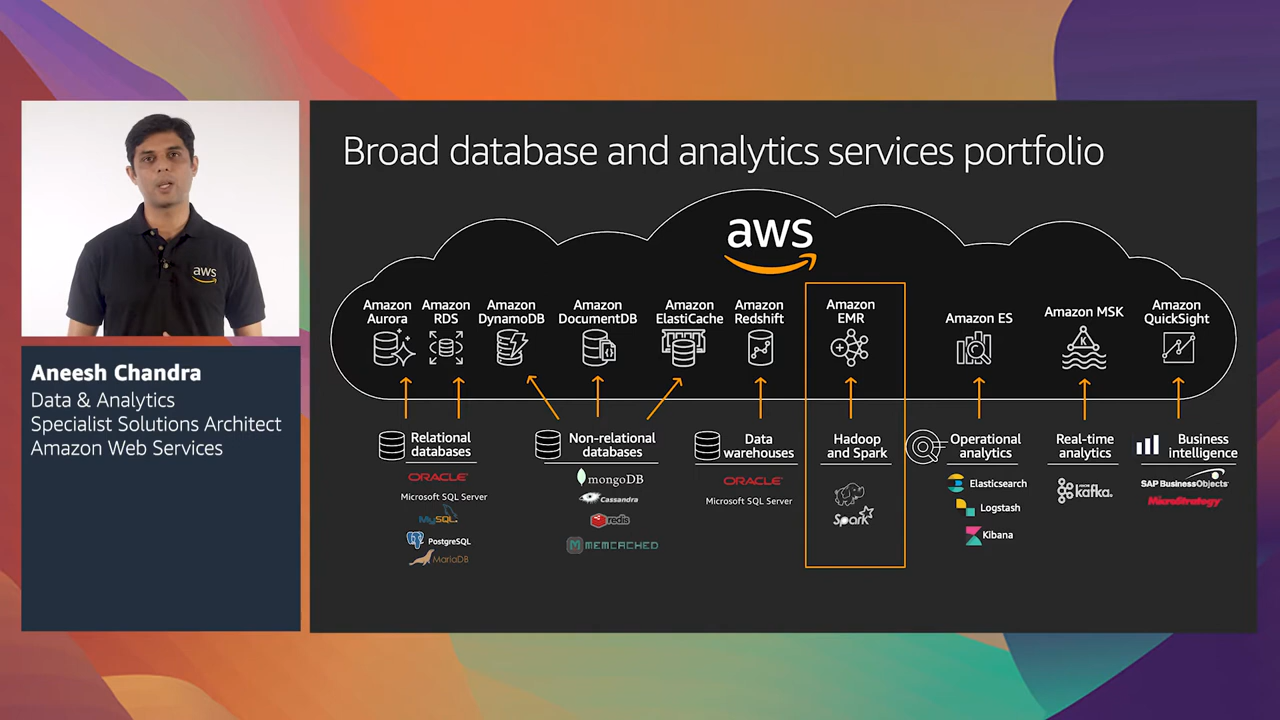 aws
Aneesh Chandra
Data & Analytics
Specialist Solutions Architect
Amazon Web Services
Broad database and analytics services portfolio
aws
Amazon Aurora
Amazon RDS
Amazon DynamoDB
Amazon DocumentDB
Amazon ElastiCache
Amazon Redshift
Amazon EMR
Amazon ES
Amazon MSK
K
Amazon QuickSight
Relational databases
ORACLE
Microsoft SQL Server
MySQL
PostgreSQL
MariaDB
Non-relational databases
mongoDB
Cassandra
redis
MEMCACHED
Data warehouses
ORACLE
Microsoft SQL Server
Hadoop and Spark
Spark
Operational analytics
Elasticsearch
Logstash
Kibana
Real-time analytics
kafka
Business intelligence
SAP BusinessObjects
MicroStrategy